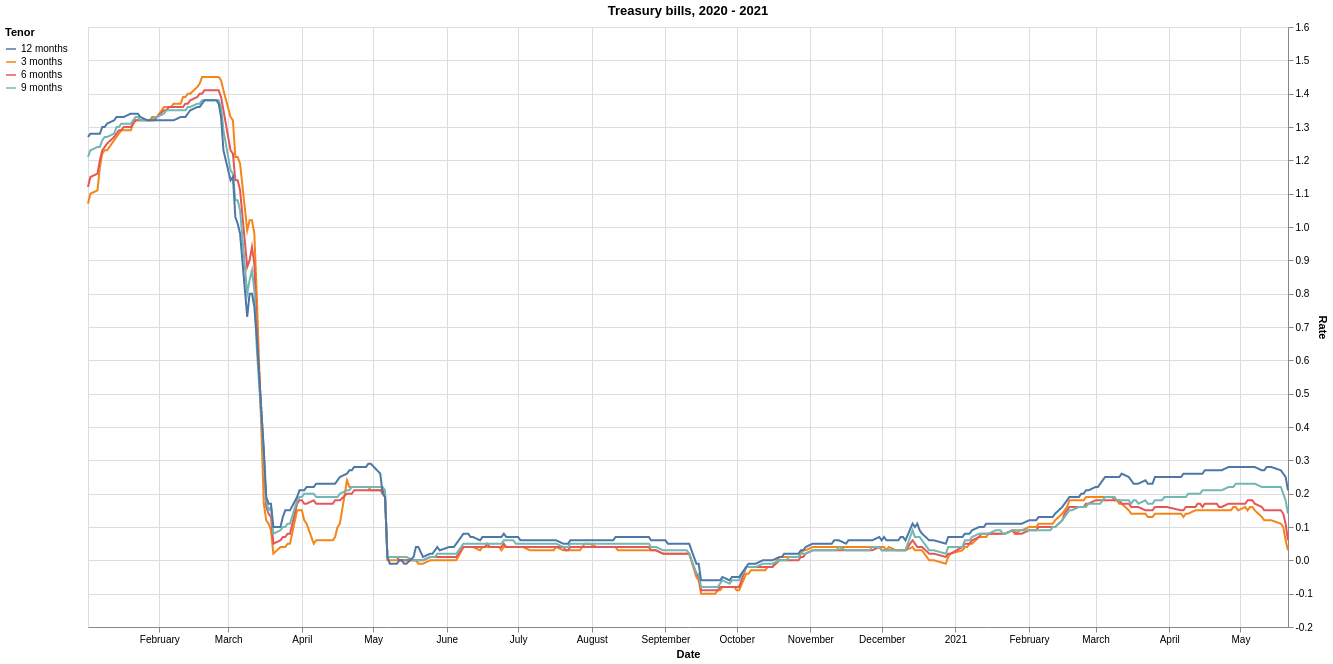 Treasury bills, 2020 - 2021
Tenor
12 months
3 months
6 months
9 months
1.6
1.5
1.4
1.3
1.2
1.1
1.0
0.9
0.8
0.7
0.6
0.5
0.4
0.3
0.2
0.1
0.0
-0.1
-0.2
Rate
February March April May June July August September October November December 2021 February March April May
Date